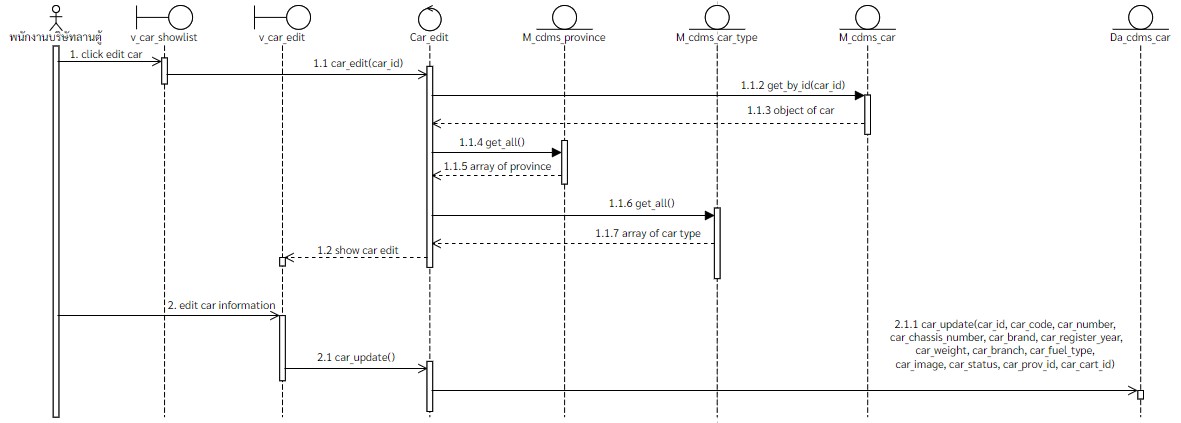 พนักงานบริษัทลานตู้
v_car_showlist
v_car_edit
Car_edit
M_cdms_province
M_cdms_car_type
M_cdms_car
Da_cdms_car
1. click edit car
1.1 car_edit(car_id)
1.1.2 get_by_id(car_id)
1.1.3 object of car
1.1.4 get_all()
1.1.5 array of province
1.1.6 get_all()
1.1.7 array of car type
1.2 show car edit
2. edit car information
2.1.1 car_update(car_id, car_code, car_number,
car_chassis_number, car_brand, car_register_year,
car_weight, car_branch, car_fuel_type,
car_image, car_status, car_prov_id, car_cart_id)
2.1 car_update()